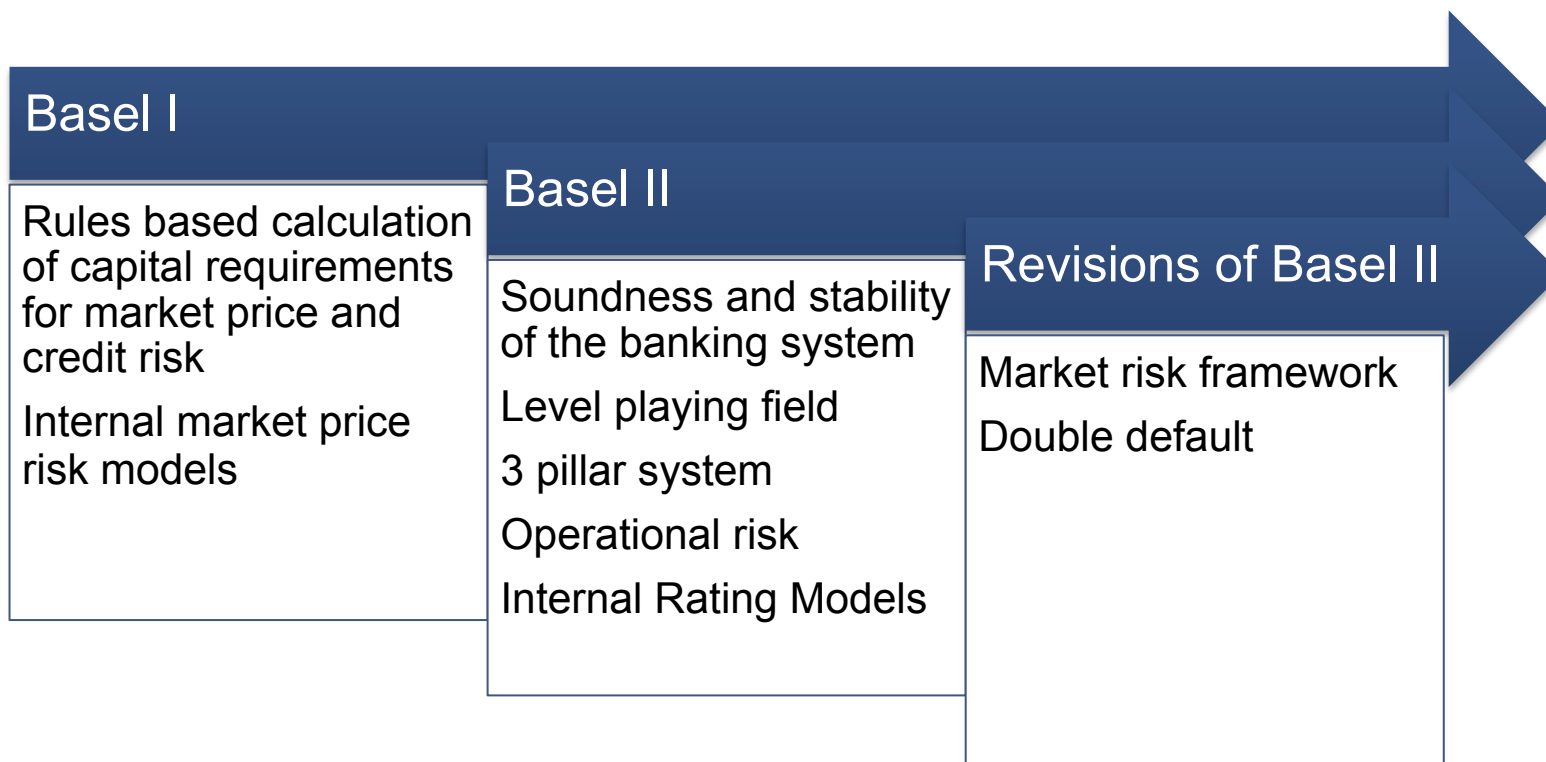 Basel I
Rules based calculation
of capital requirements
for market price and
credit risk
Internal market price
risk models
Basel II
Soundness and stability
of the banking system
Level playing field
3 pillar system
Operational risk
Internal Rating Models
Revisions of Basel II
Market risk framework
Double default